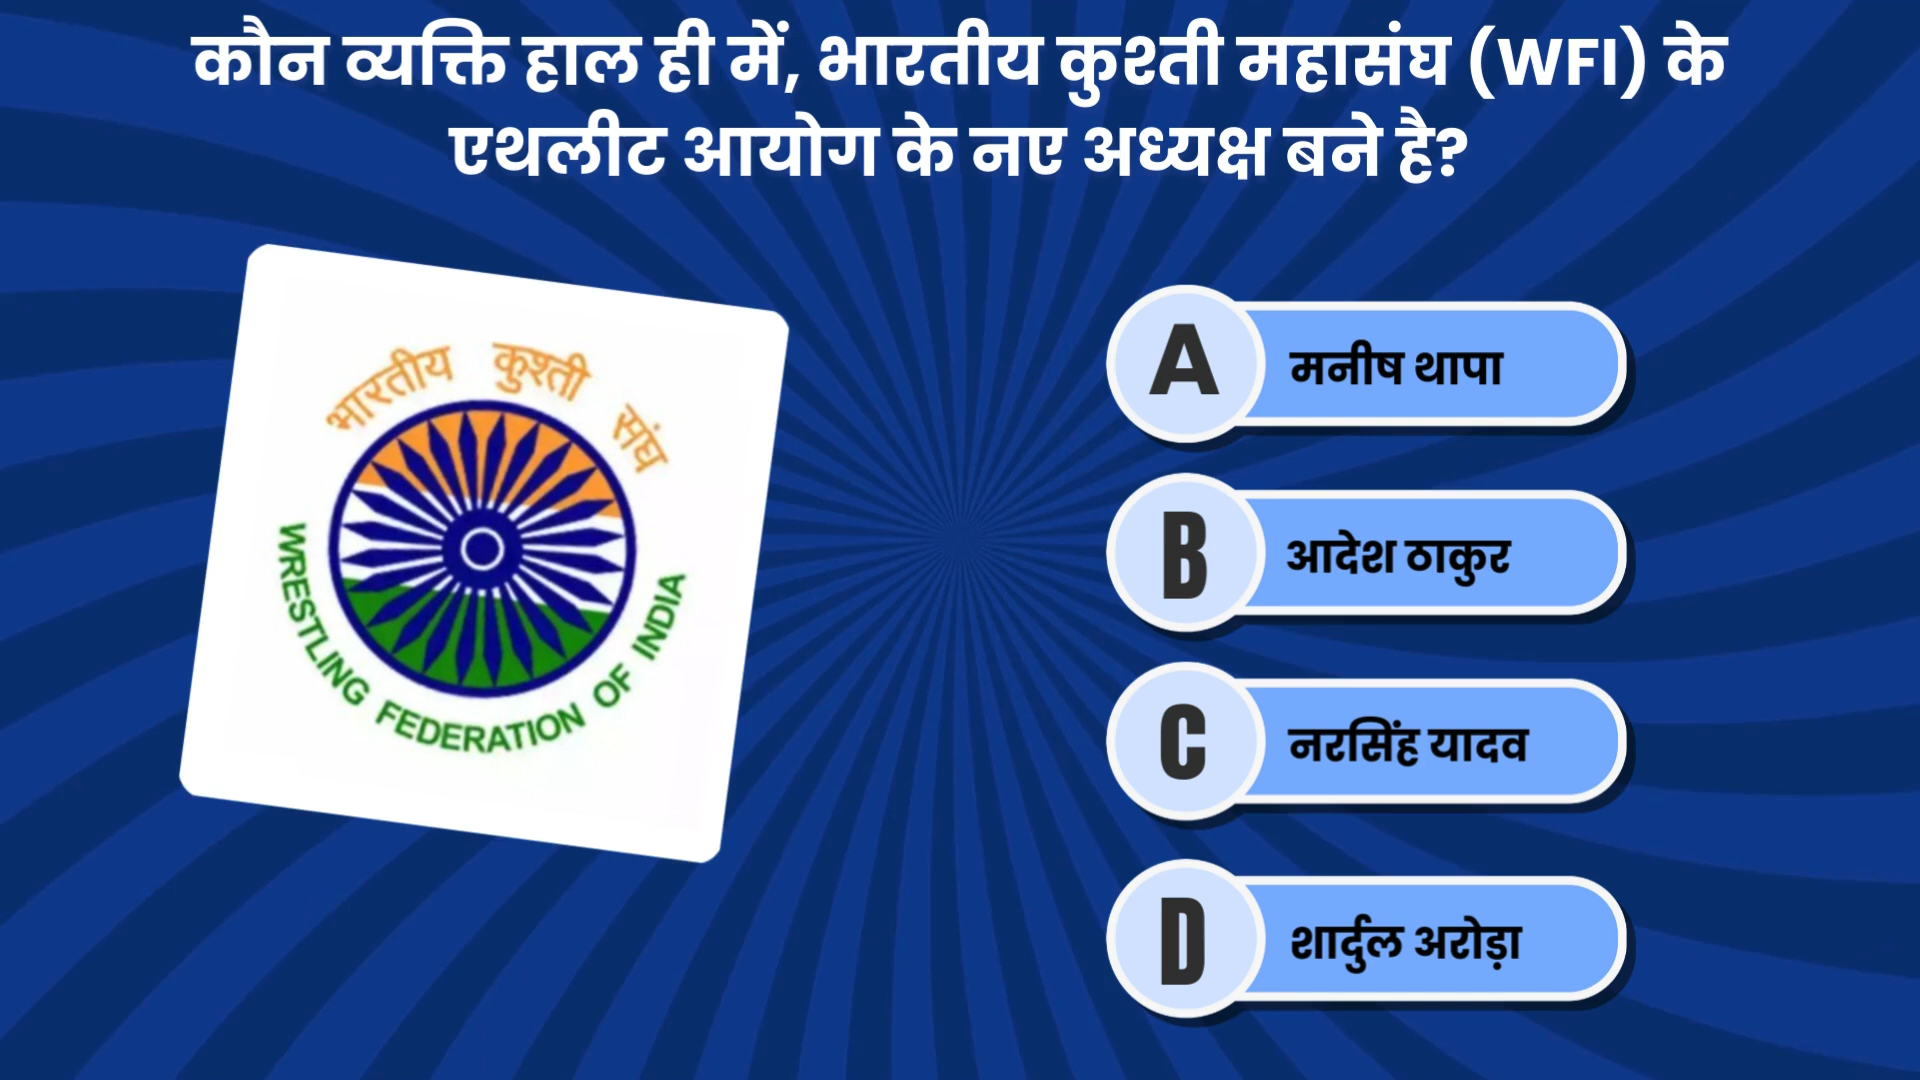 कौन व्यक्ति हाल ही में, भारतीय कुश्ती महासंघ (WFI) के
एथलीट आयोग के नए अध्यक्ष बने है?
भारतीय कुश्ती संघ
WRESTLING FEDERATION OF INDIA
A मनीष थापा
B आदेश ठाकुर
C नरसिंह यादव
D शार्दुल अरोड़ा